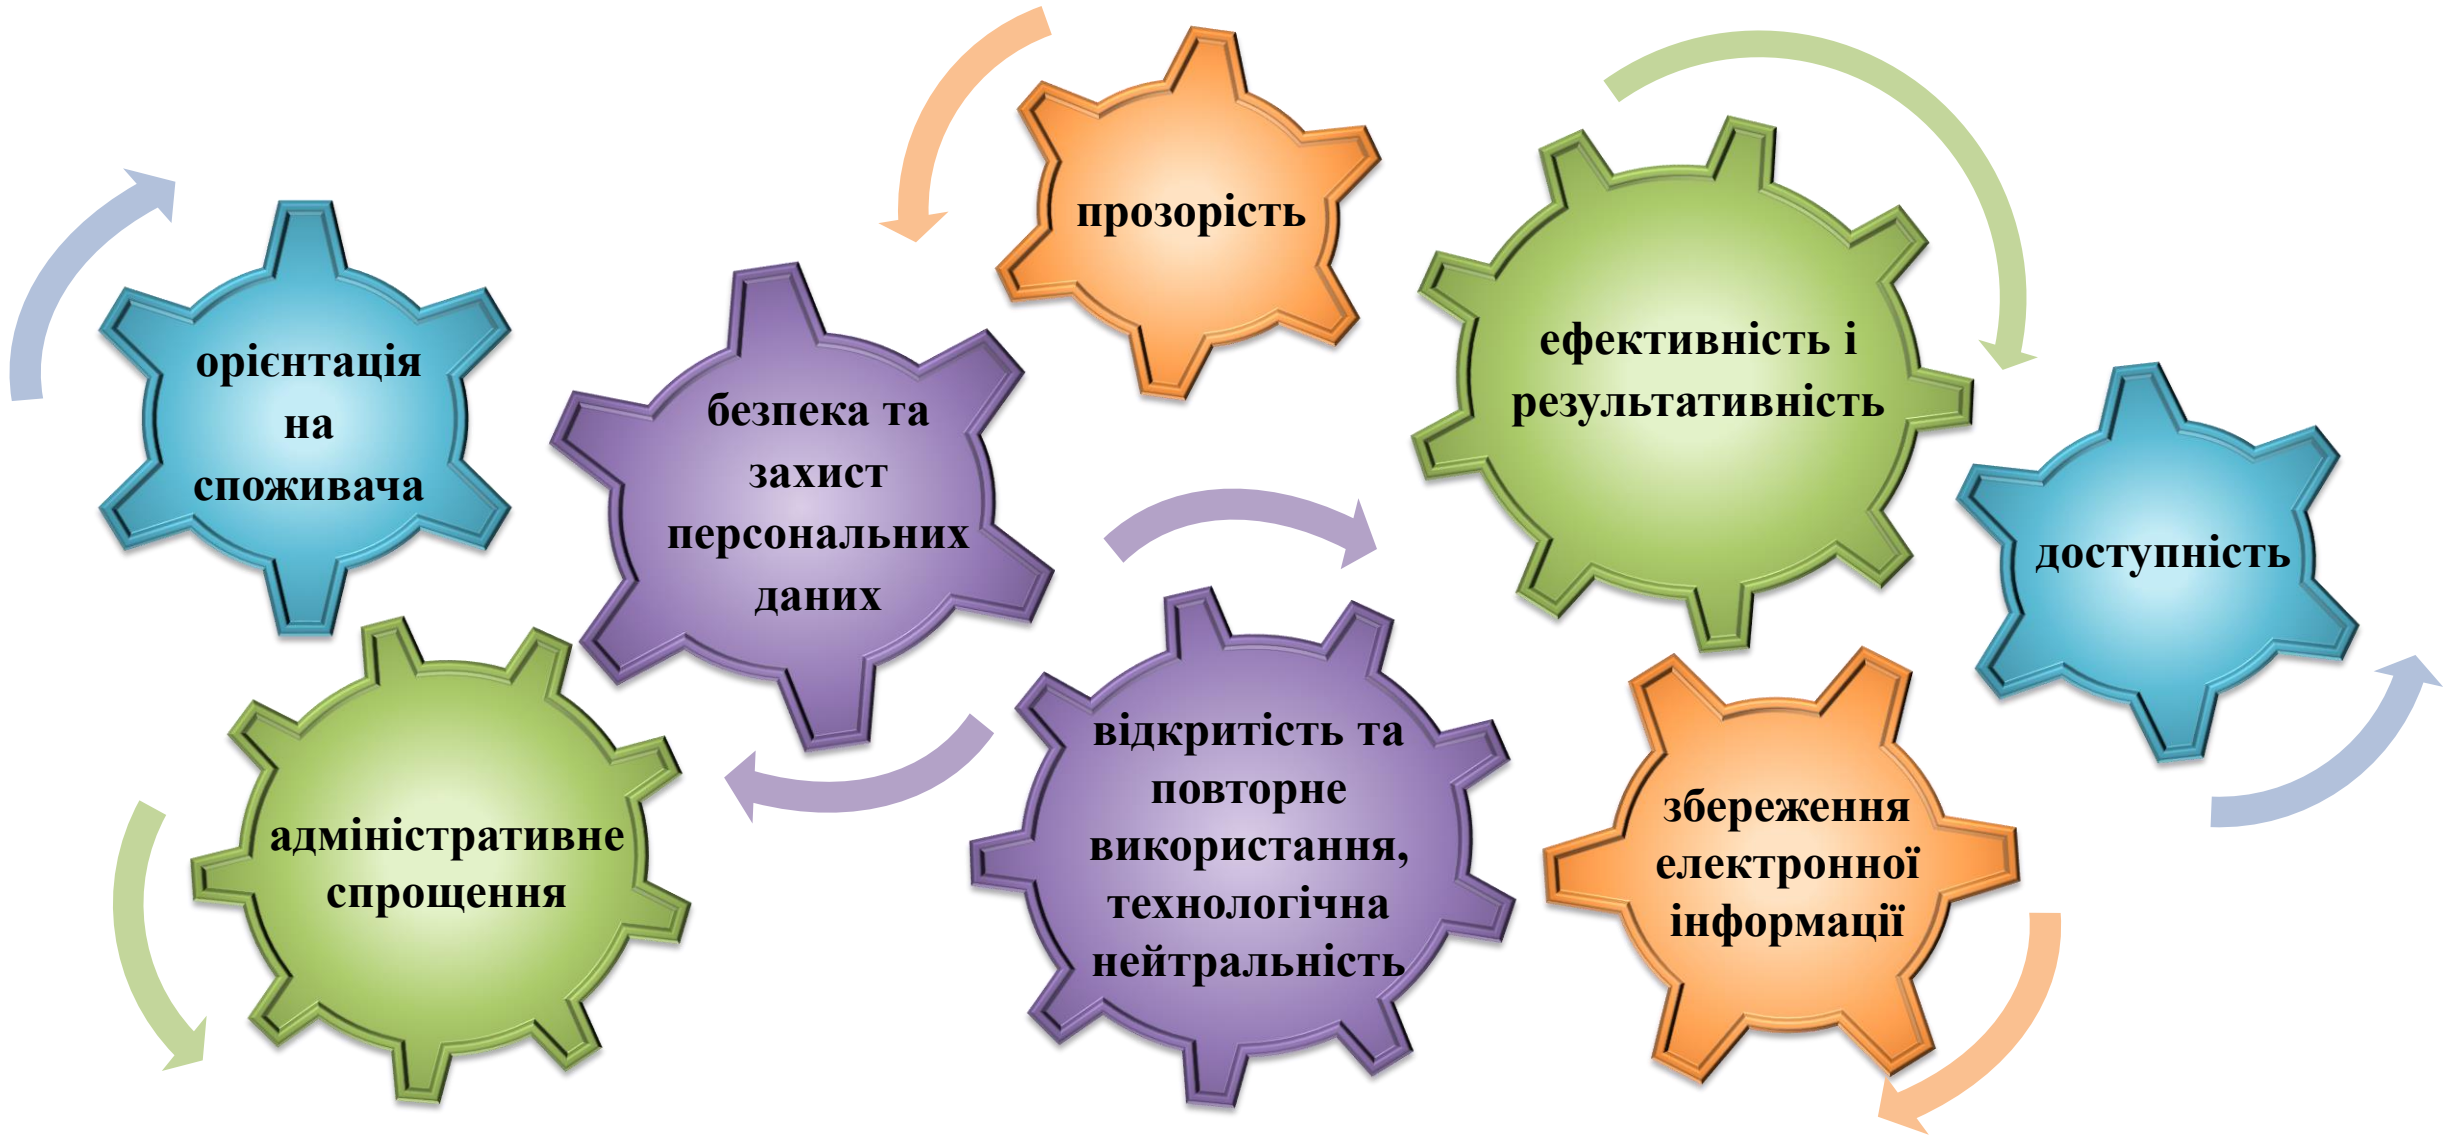 прозорість
орієнтація
на
споживача
безпека та
захист
персональних
даних
ефективність і
результативність
доступність
адміністративне
спрощення
відкритість та
повторне
використання,
технологічна
нейтральність
збереження
електронної
інформації